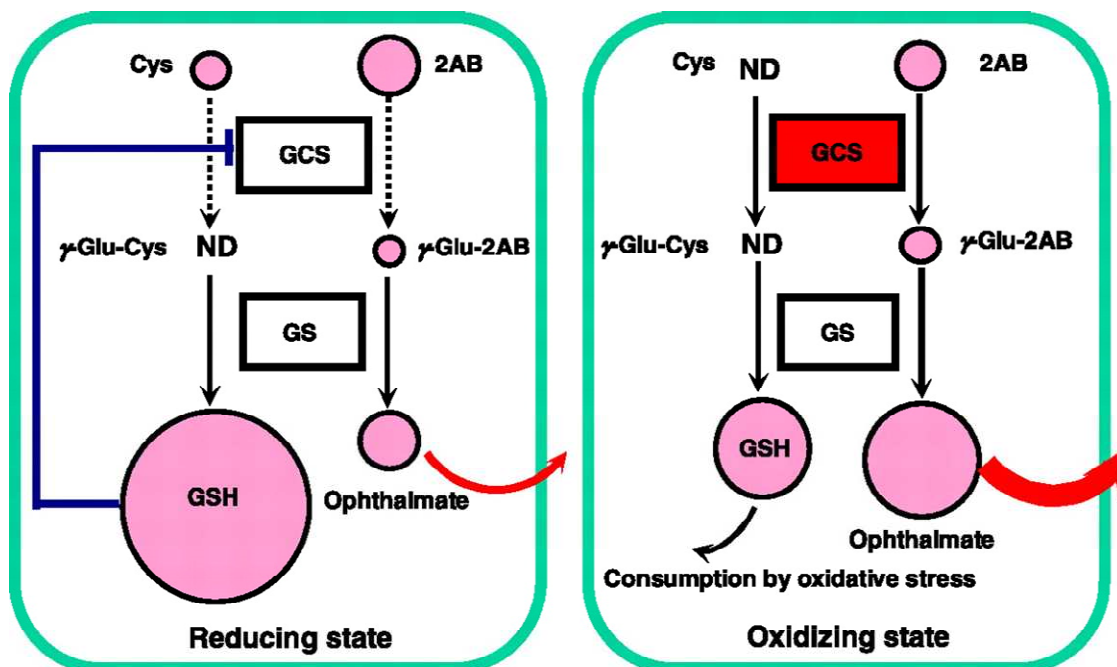 Cys
2AB
GCS
γ-Glu-Cys ND
γ-Glu-2AB
GS
GSH
Ophthalmate
Reducing state
Cys ND
2AB
GCS
γ-Glu-Cys ND
γ-Glu-2AB
GS
GSH
Ophthalmate
Consumption by oxidative stress
Oxidizing state